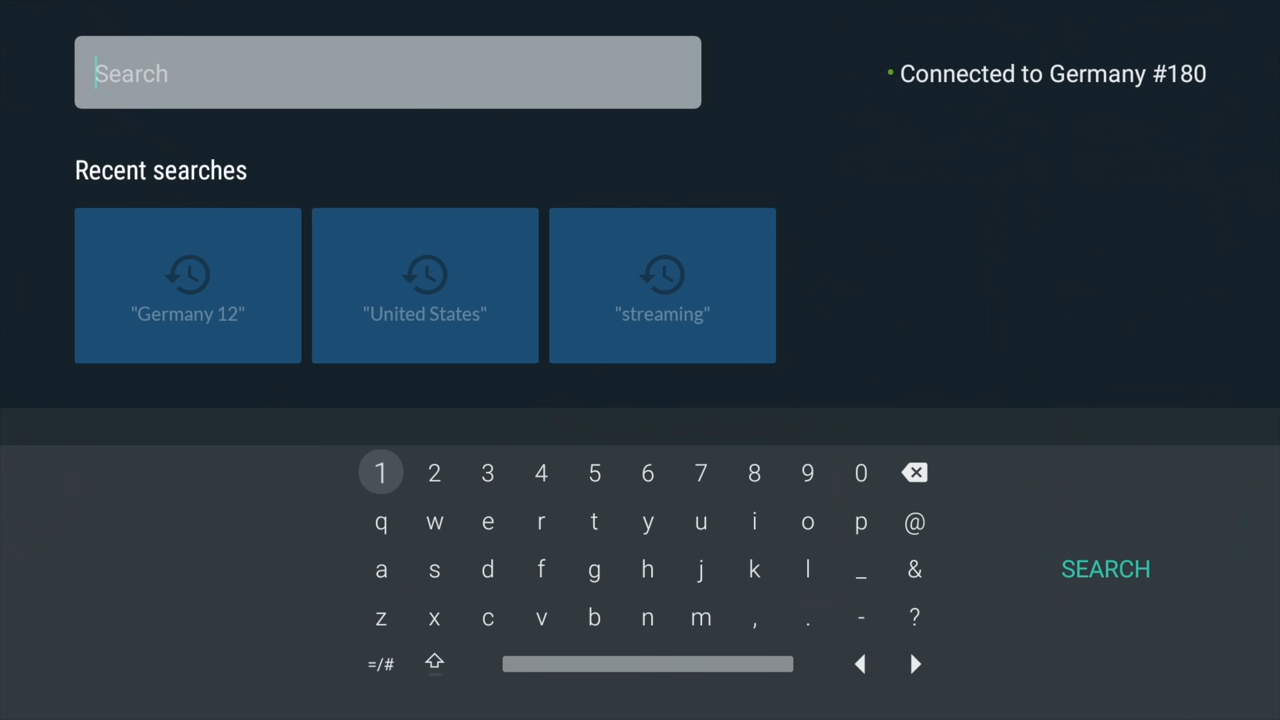 Search
Connected to Germany #180
Recent searches
"Germany 12"
"United States"
"streaming"
1 2 3 4 5 6 7 8 9 0
q w e r t y u i o p @
a s d f g h j k l _ &
SEARCH
z x c v b n m , . - ?
=/#